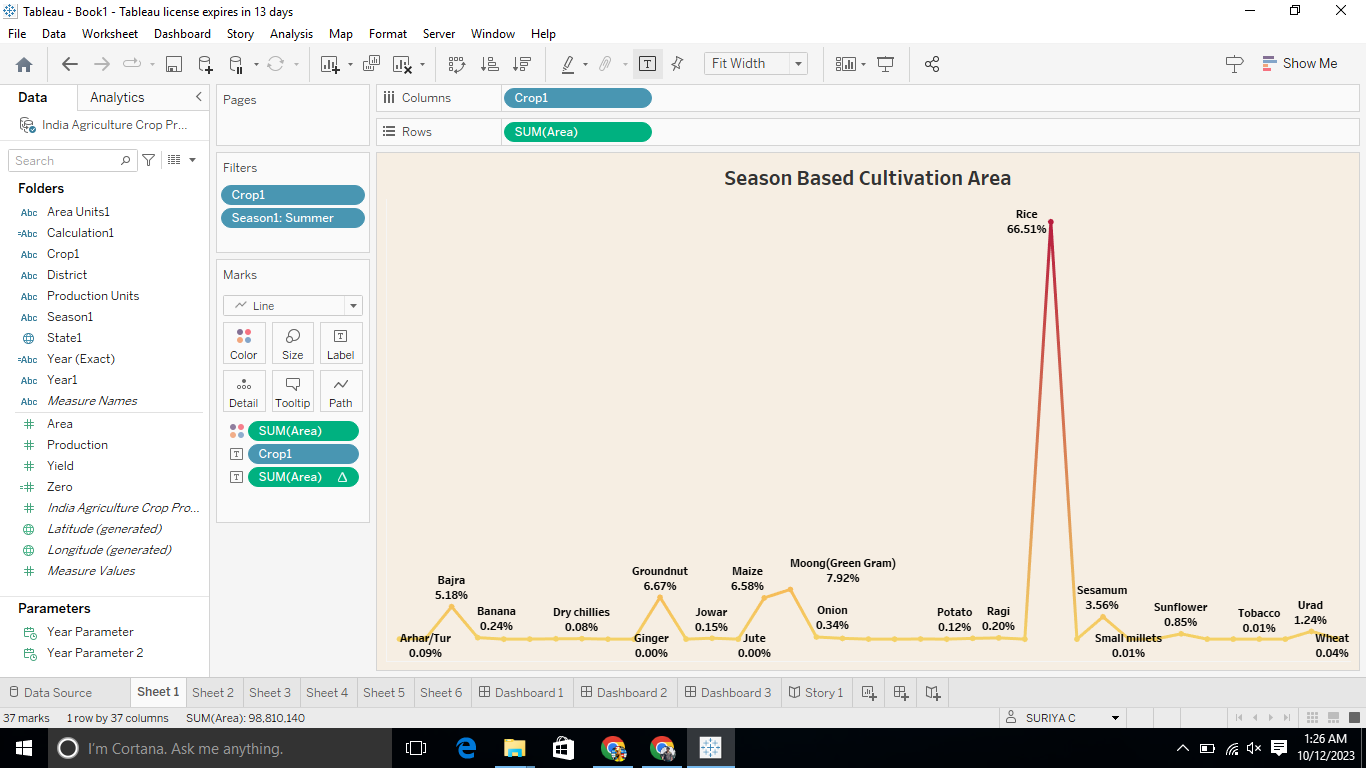 Tableau - Book1 - Tableau license expires in 13 days
File Data Worksheet Dashboard Story Analysis Map Format Server Window Help
Fit Width
Show Me
Data Analytics
India Agriculture Crop Pr...
Search
Folders
Abc Area Units1
=Abc Calculation1
Abc Crop1
Abc District
Abc Production Units
Abc Season1
State1
=Abc Year (Exact)
Abc Year1
Abc Measure Names
Area
Production
Yield
Zero
India Agriculture Crop Pro...
Latitude (generated)
Longitude (generated)
Measure Values
Parameters
Year Parameter
Year Parameter 2
Pages
Filters
Crop1
Season1: Summer
Marks
Line
Color Size Label
Detail Tooltip Path
SUM(Area)
Crop1
SUM(Area)
Columns Crop1
Rows SUM(Area)
Season Based Cultivation Area
Rice
66.51%
Moong(Green Gram)
7.92%
Groundnut
6.67%
Maize
6.58%
Bajra
5.18%
Sesamum
3.56%
Banana
0.24%
Dry chillies
0.08%
Jowar
0.15%
Onion
0.34%
Potato
0.12%
Ragi
0.20%
Sunflower
0.85%
Tobacco
0.01%
Urad
1.24%
Arhar/Tur
0.09%
Ginger
0.00%
Jute
0.00%
Small millets
0.01%
Wheat
0.04%
Data Source Sheet 1 Sheet 2 Sheet 3 Sheet 4 Sheet 5 Sheet 6 Dashboard 1 Dashboard 2 Dashboard 3 Story 1
37 marks 1 row by 37 columns SUM(Area): 98,810,140
SURIYA C
I'm Cortana. Ask me anything.
1:26 AM
10/12/2023